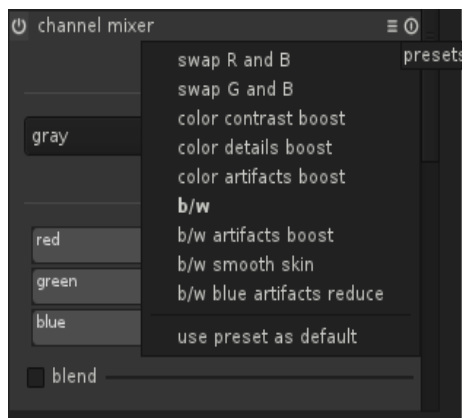 channel mixer
presets
swap R and B
swap G and B
color contrast boost
gray
color details boost
color artifacts boost
b/w
red
b/w artifacts boost
b/w smooth skin
green
b/w blue artifacts reduce
blue
use preset as default
blend